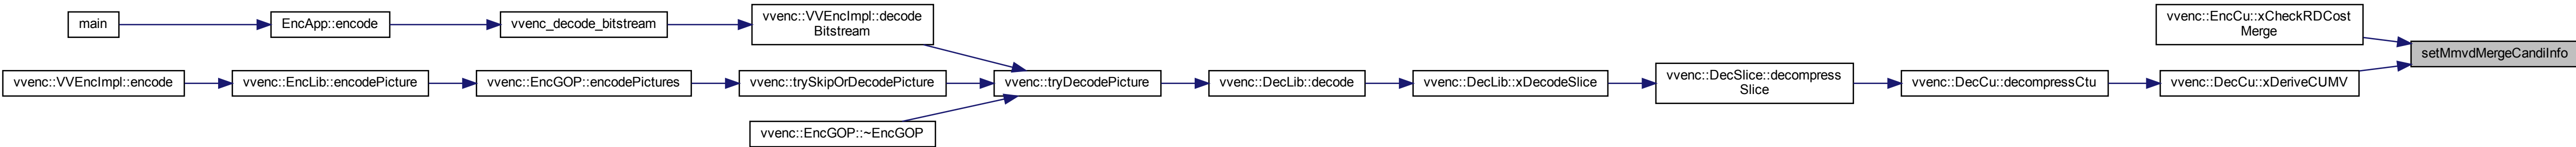 main
EncApp::encode
vvenc_decode_bitstream
vvenc::VVEncImpl::decode
Bitstream
vvenc::EncCu::xCheckRDCost
Merge
setMmvdMergeCandiInfo
vvenc::VVEncImpl::encode
vvenc::EncLib::encodePicture
vvenc::EncGOP::encodePictures
vvenc::trySkipOrDecodePicture
vvenc::tryDecodePicture
vvenc::DecLib::decode
vvenc::DecLib::xDecodeSlice
vvenc::DecSlice::decompress
Slice
vvenc::DecCu::decompressCtu
vvenc::DecCu::xDeriveCUMV
vvenc::EncGOP::~EncGOP